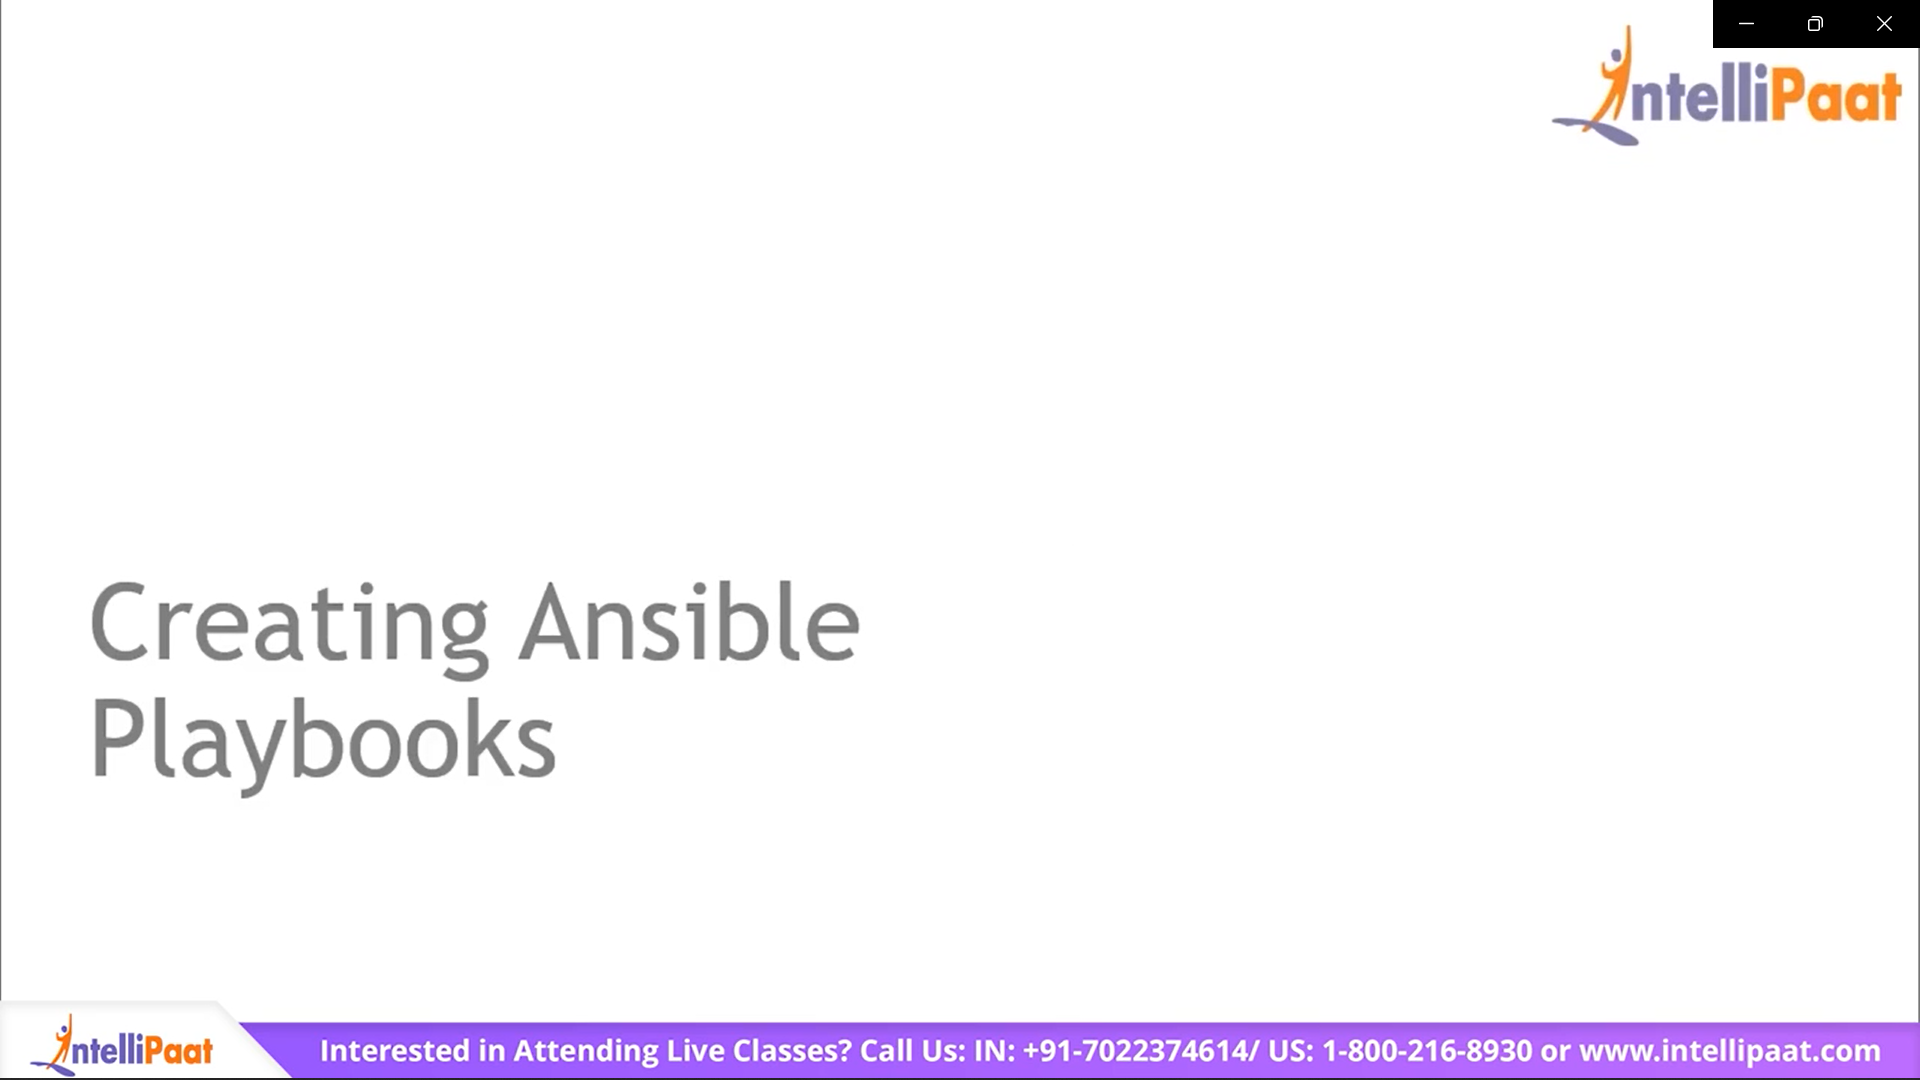 IntelliPaat
Creating Ansible
Playbooks
IntelliPaat
Interested in Attending Live Classes? Call Us: IN: +91-7022374614/ US: 1-800-216-8930 or www.intellipaat.com